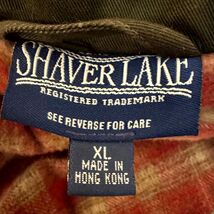 SHAVER LAKE
REGISTERED TRADEMARK
SEE REVERSE FOR CARE
XL
MADE IN
HONG KONG